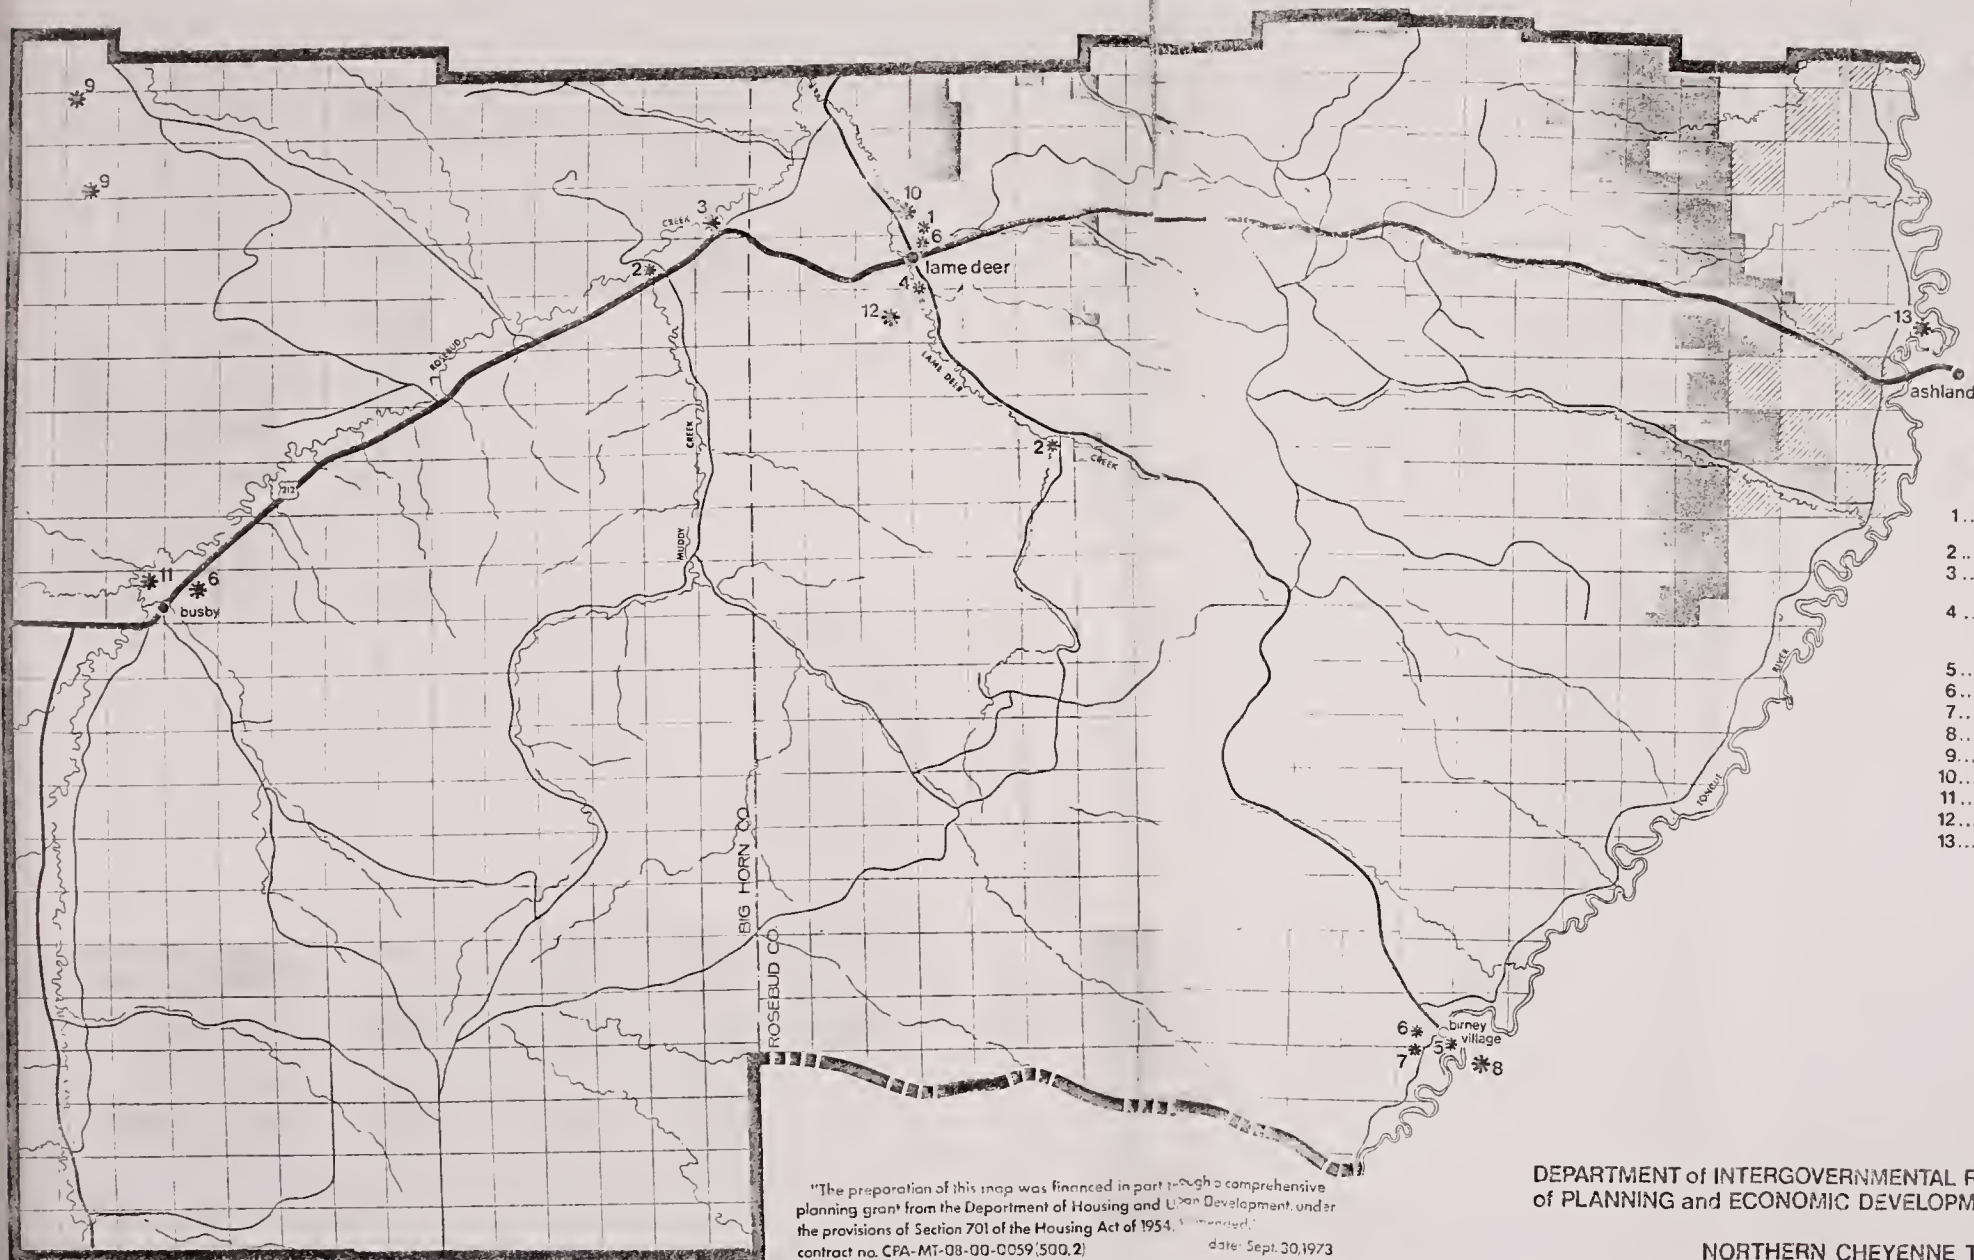 9
9
10
3
CREEK
1
6
2
lame deer
4
12
13
ROSEBUD
LAME DEER
ashland
CREEK
2
CREEK
212
1..
2..
3..
MUDDY
11
6
busby
4..
RIVER
5..
6..
7..
8..
9...
10...
11...
12...
13...
TONGUE
BIG HORN CO.
ROSEBUD CO.
6
birney
village
5
7
8
"The preparation of this map was financed in part through a comprehensive
planning grant from the Department of Housing and Urban Development, under
the provisions of Section 701 of the Housing Act of 1954,
contract no. CPA-MT-08-00-0059(500.2)
date: Sept. 30,1973
DEPARTMENT of INTERGOVERNMENTAL R
of PLANNING and ECONOMIC DEVELOPM
NORTHERN CHEYENNE T